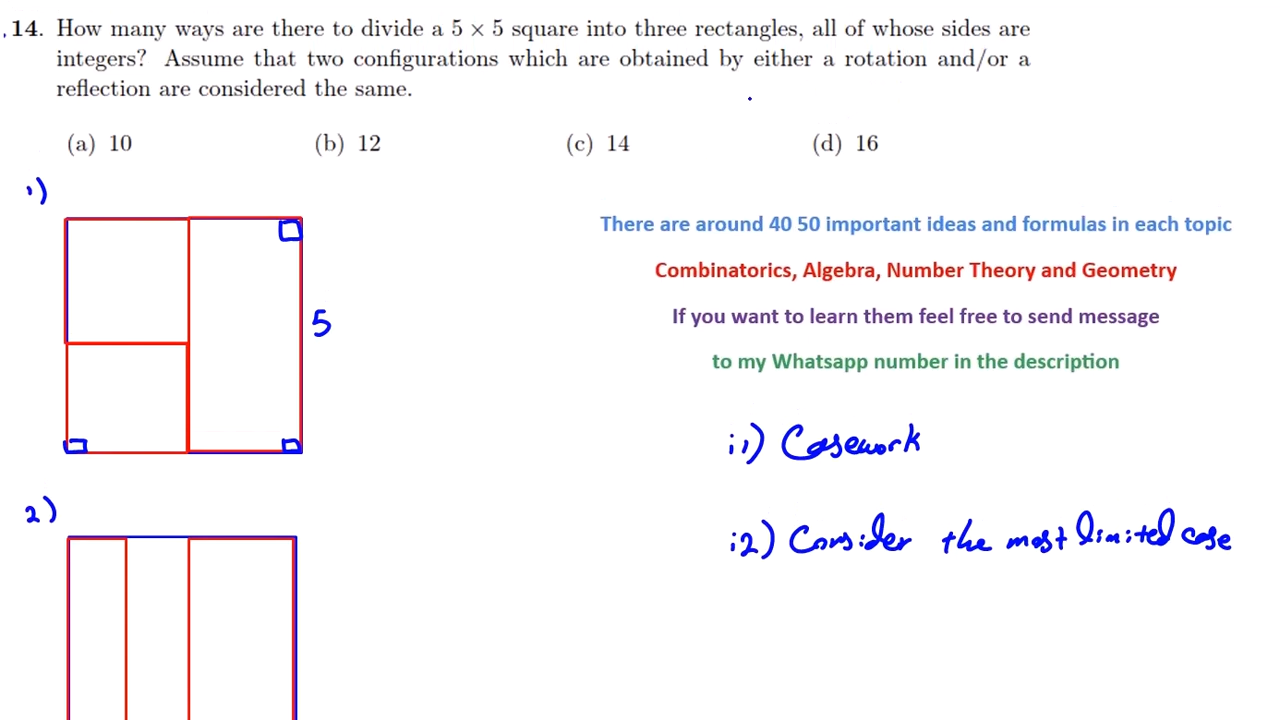 14. How many ways are there to divide a 5 × 5 square into three rectangles, all of whose sides are
integers? Assume that two configurations which are obtained by either a rotation and/or a
reflection are considered the same.
(a) 10 (b) 12 (c) 14 (d) 16
1)
There are around 40 50 important ideas and formulas in each topic
Combinatorics, Algebra, Number Theory and Geometry
If you want to learn them feel free to send message
5
to my Whatsapp number in the description
i1) Casework
2)
i2) Consider the most limited case